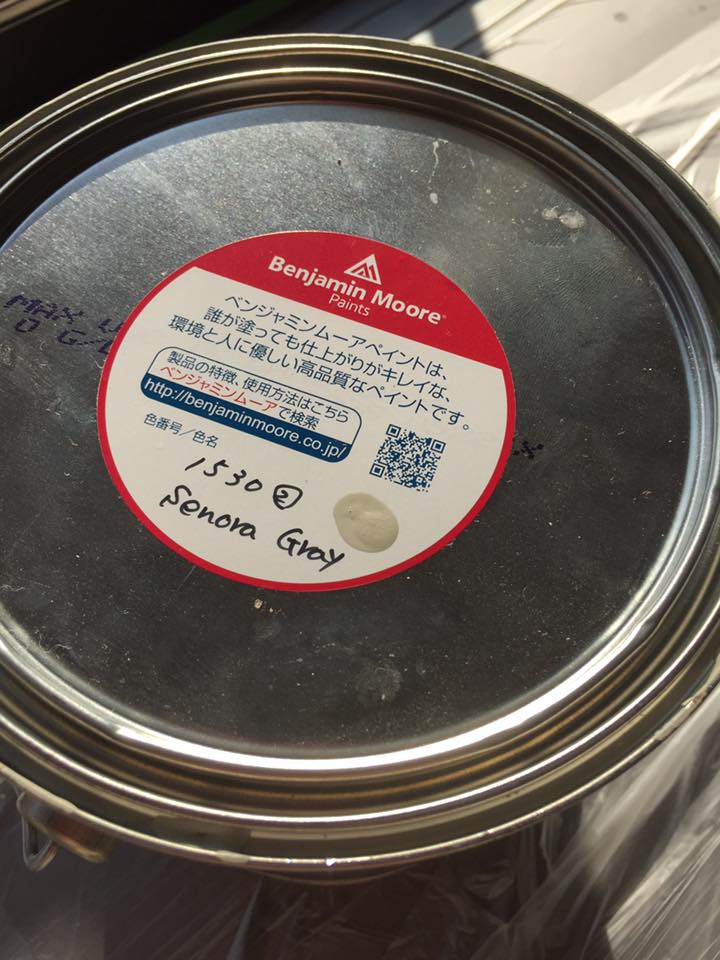 Benjamin Moore®
Paints
ベンジャミンムーアペイントは、
誰が塗っても仕上がりがキレイな、
環境と人に優しい高品質なペイントです。
製品の特徴、使用方法はこちら
ベンジャミンムーアで検索
http://benjaminmoore.co.jp/
色番号／色名
1530②
Senora Gray
MAX
0 G/L